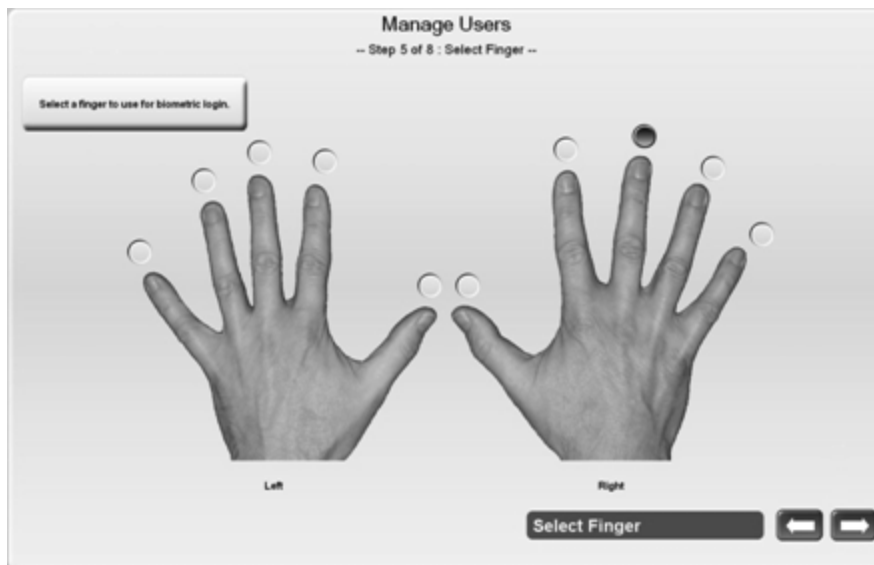 Manage Users
-- Step 5 of 8 : Select Finger --
Select a finger to use for biometric login.
Left
Right
Select Finger